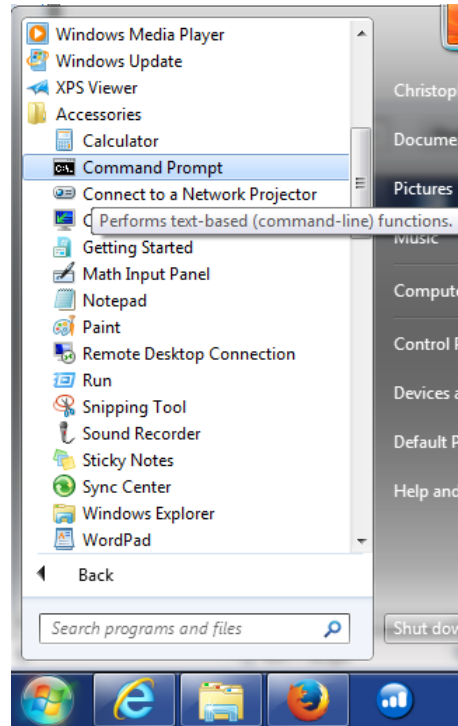 Windows Media Player
Windows Update
XPS Viewer
Accessories
Calculator
Command Prompt
Connect to a Network Projector
C
Performs text-based (command-line) functions.
Getting Started
Math Input Panel
Notepad
Paint
Remote Desktop Connection
Run
Snipping Tool
Sound Recorder
Sticky Notes
Sync Center
Windows Explorer
WordPad
Back
Search programs and files
Christop
Docume
Pictures
Music
Compute
Control P
Devices a
Default P
Help and
Shut dow